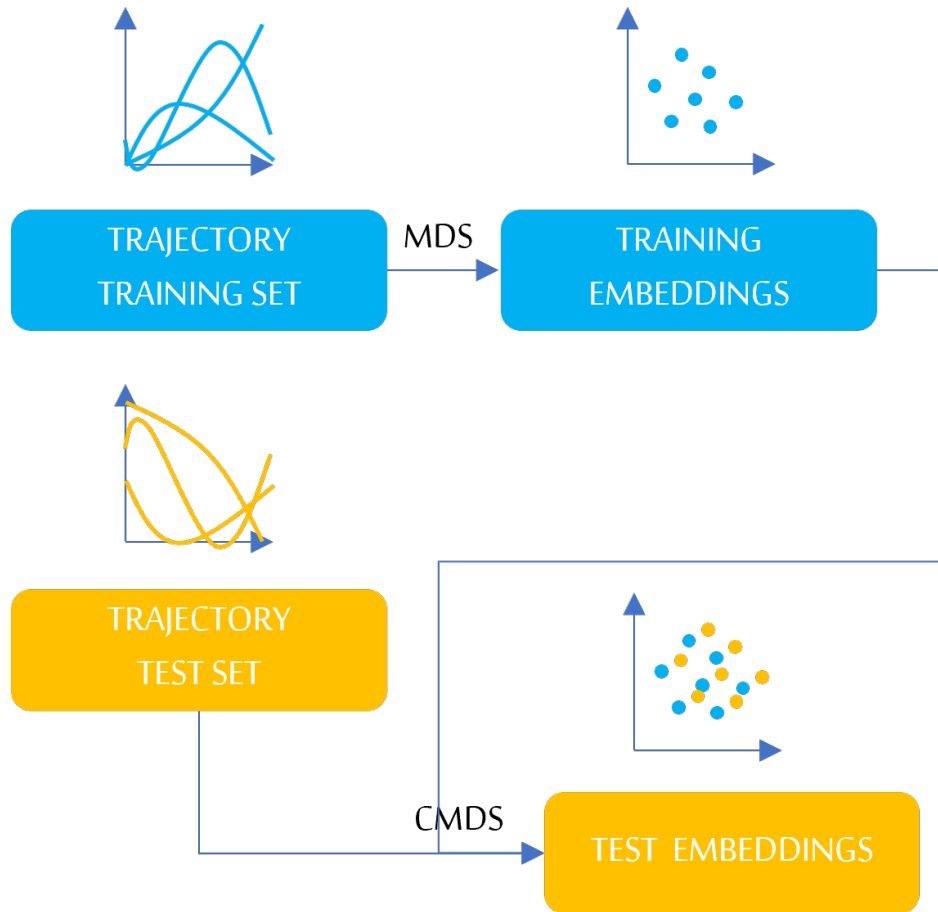 TRAJECTORY
TRAINING SET
MDS
TRAINING
EMBEDDINGS
TRAJECTORY
TEST SET
CMDS
TEST EMBEDDINGS